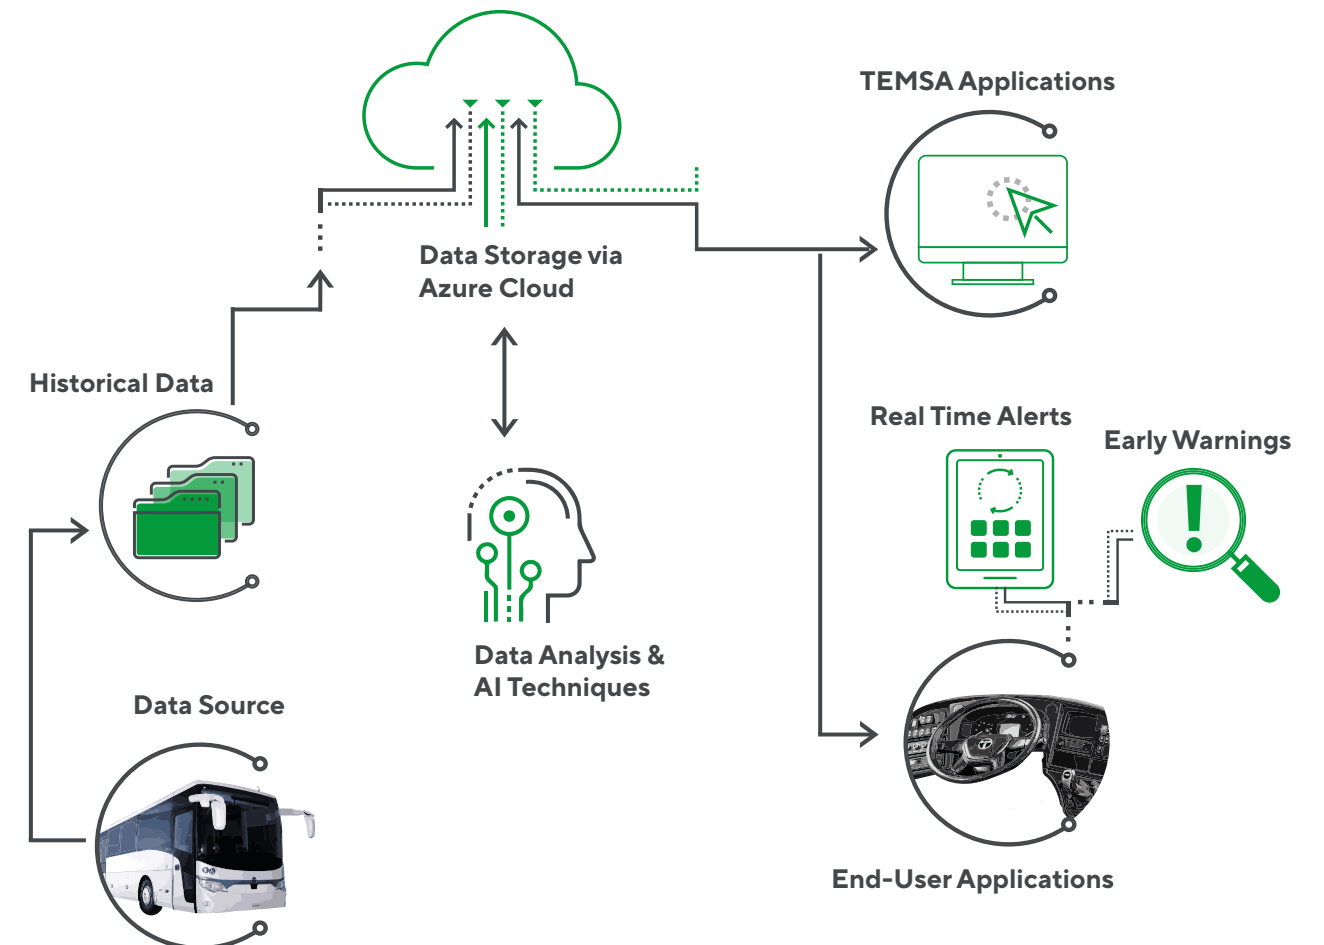 TEMSA Applications
Data Storage via
Azure Cloud
Historical Data
Real Time Alerts
Early Warnings
Data Analysis &
AI Techniques
Data Source
End-User Applications